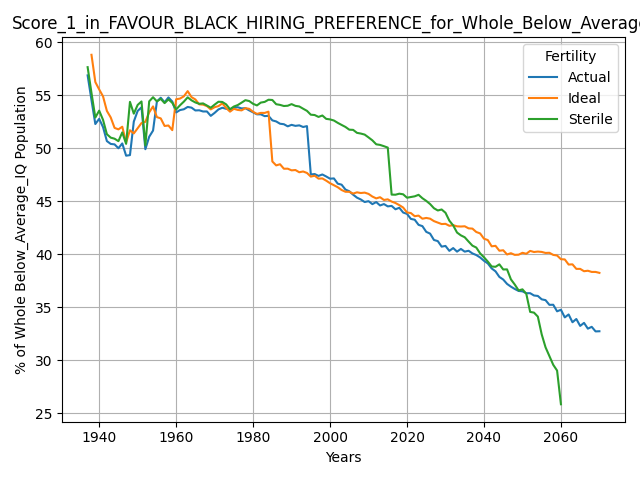 Score_1_in_FAVOUR_BLACK_HIRING_PREFERENCE_for_Whole_Below_Average
60
55
50
45
40
35
30
25
% of Whole Below_Average_IQ Population
Fertility
Actual
Ideal
Sterile
1940 1960 1980 2000 2020 2040 2060
Years